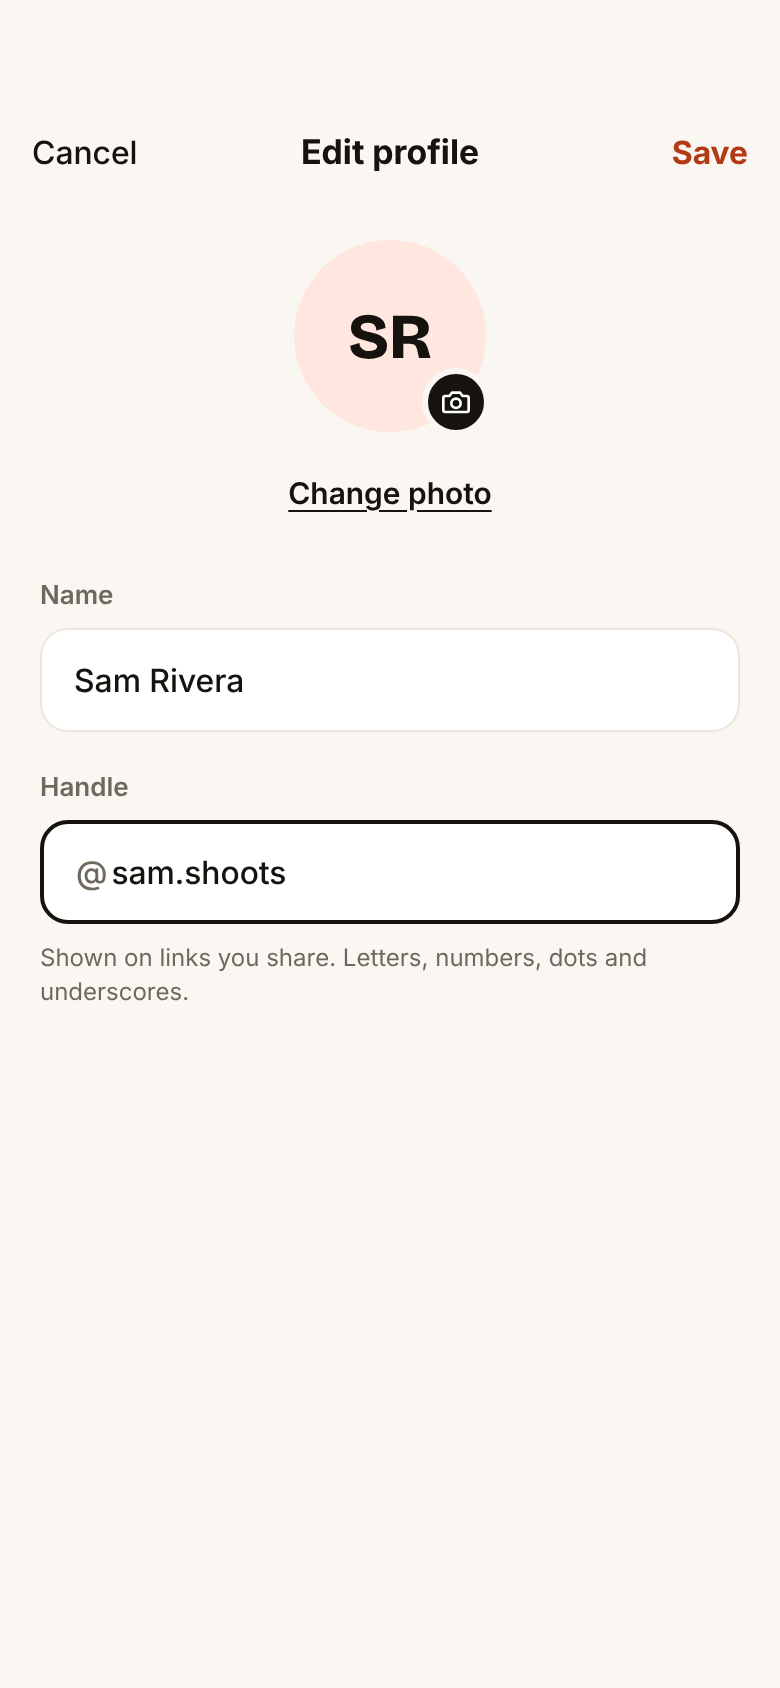 Cancel Edit profile Save
SR
Change photo
Name
Sam Rivera
Handle
@sam.shoots
Shown on links you share. Letters, numbers, dots and
underscores.